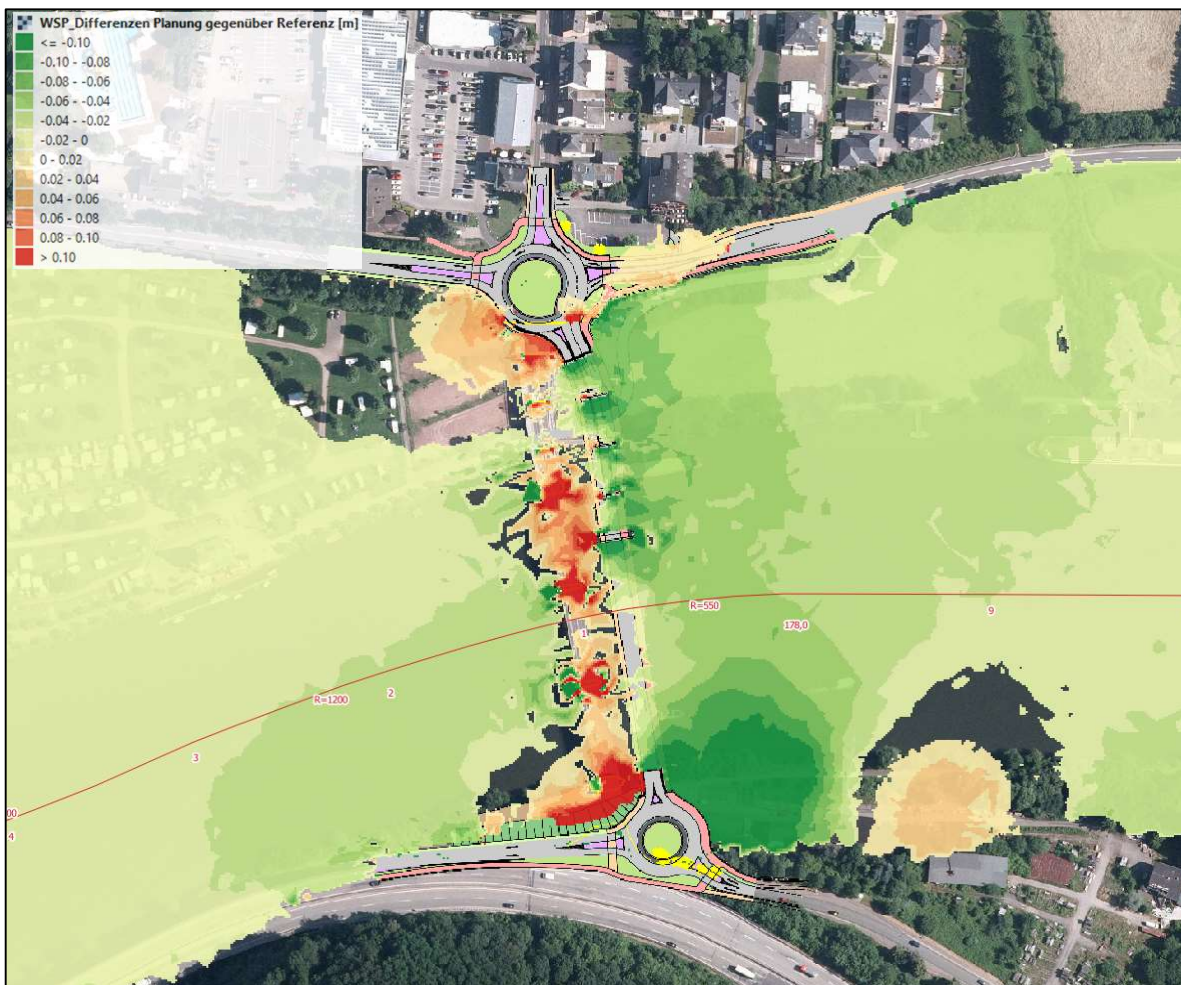 WSP_Differenzen Planung gegenüber Referenz [m]
<= -0.10
-0.10 - -0.08
-0.08 - -0.06
-0.06 - -0.04
-0.04 - -0.02
-0.02 - 0
0 - 0.02
0.02 - 0.04
0.04 - 0.06
0.06 - 0.08
0.08 - 0.10
> 0.10
R=550
9
178,0
1
2
R=1200
3
00
4